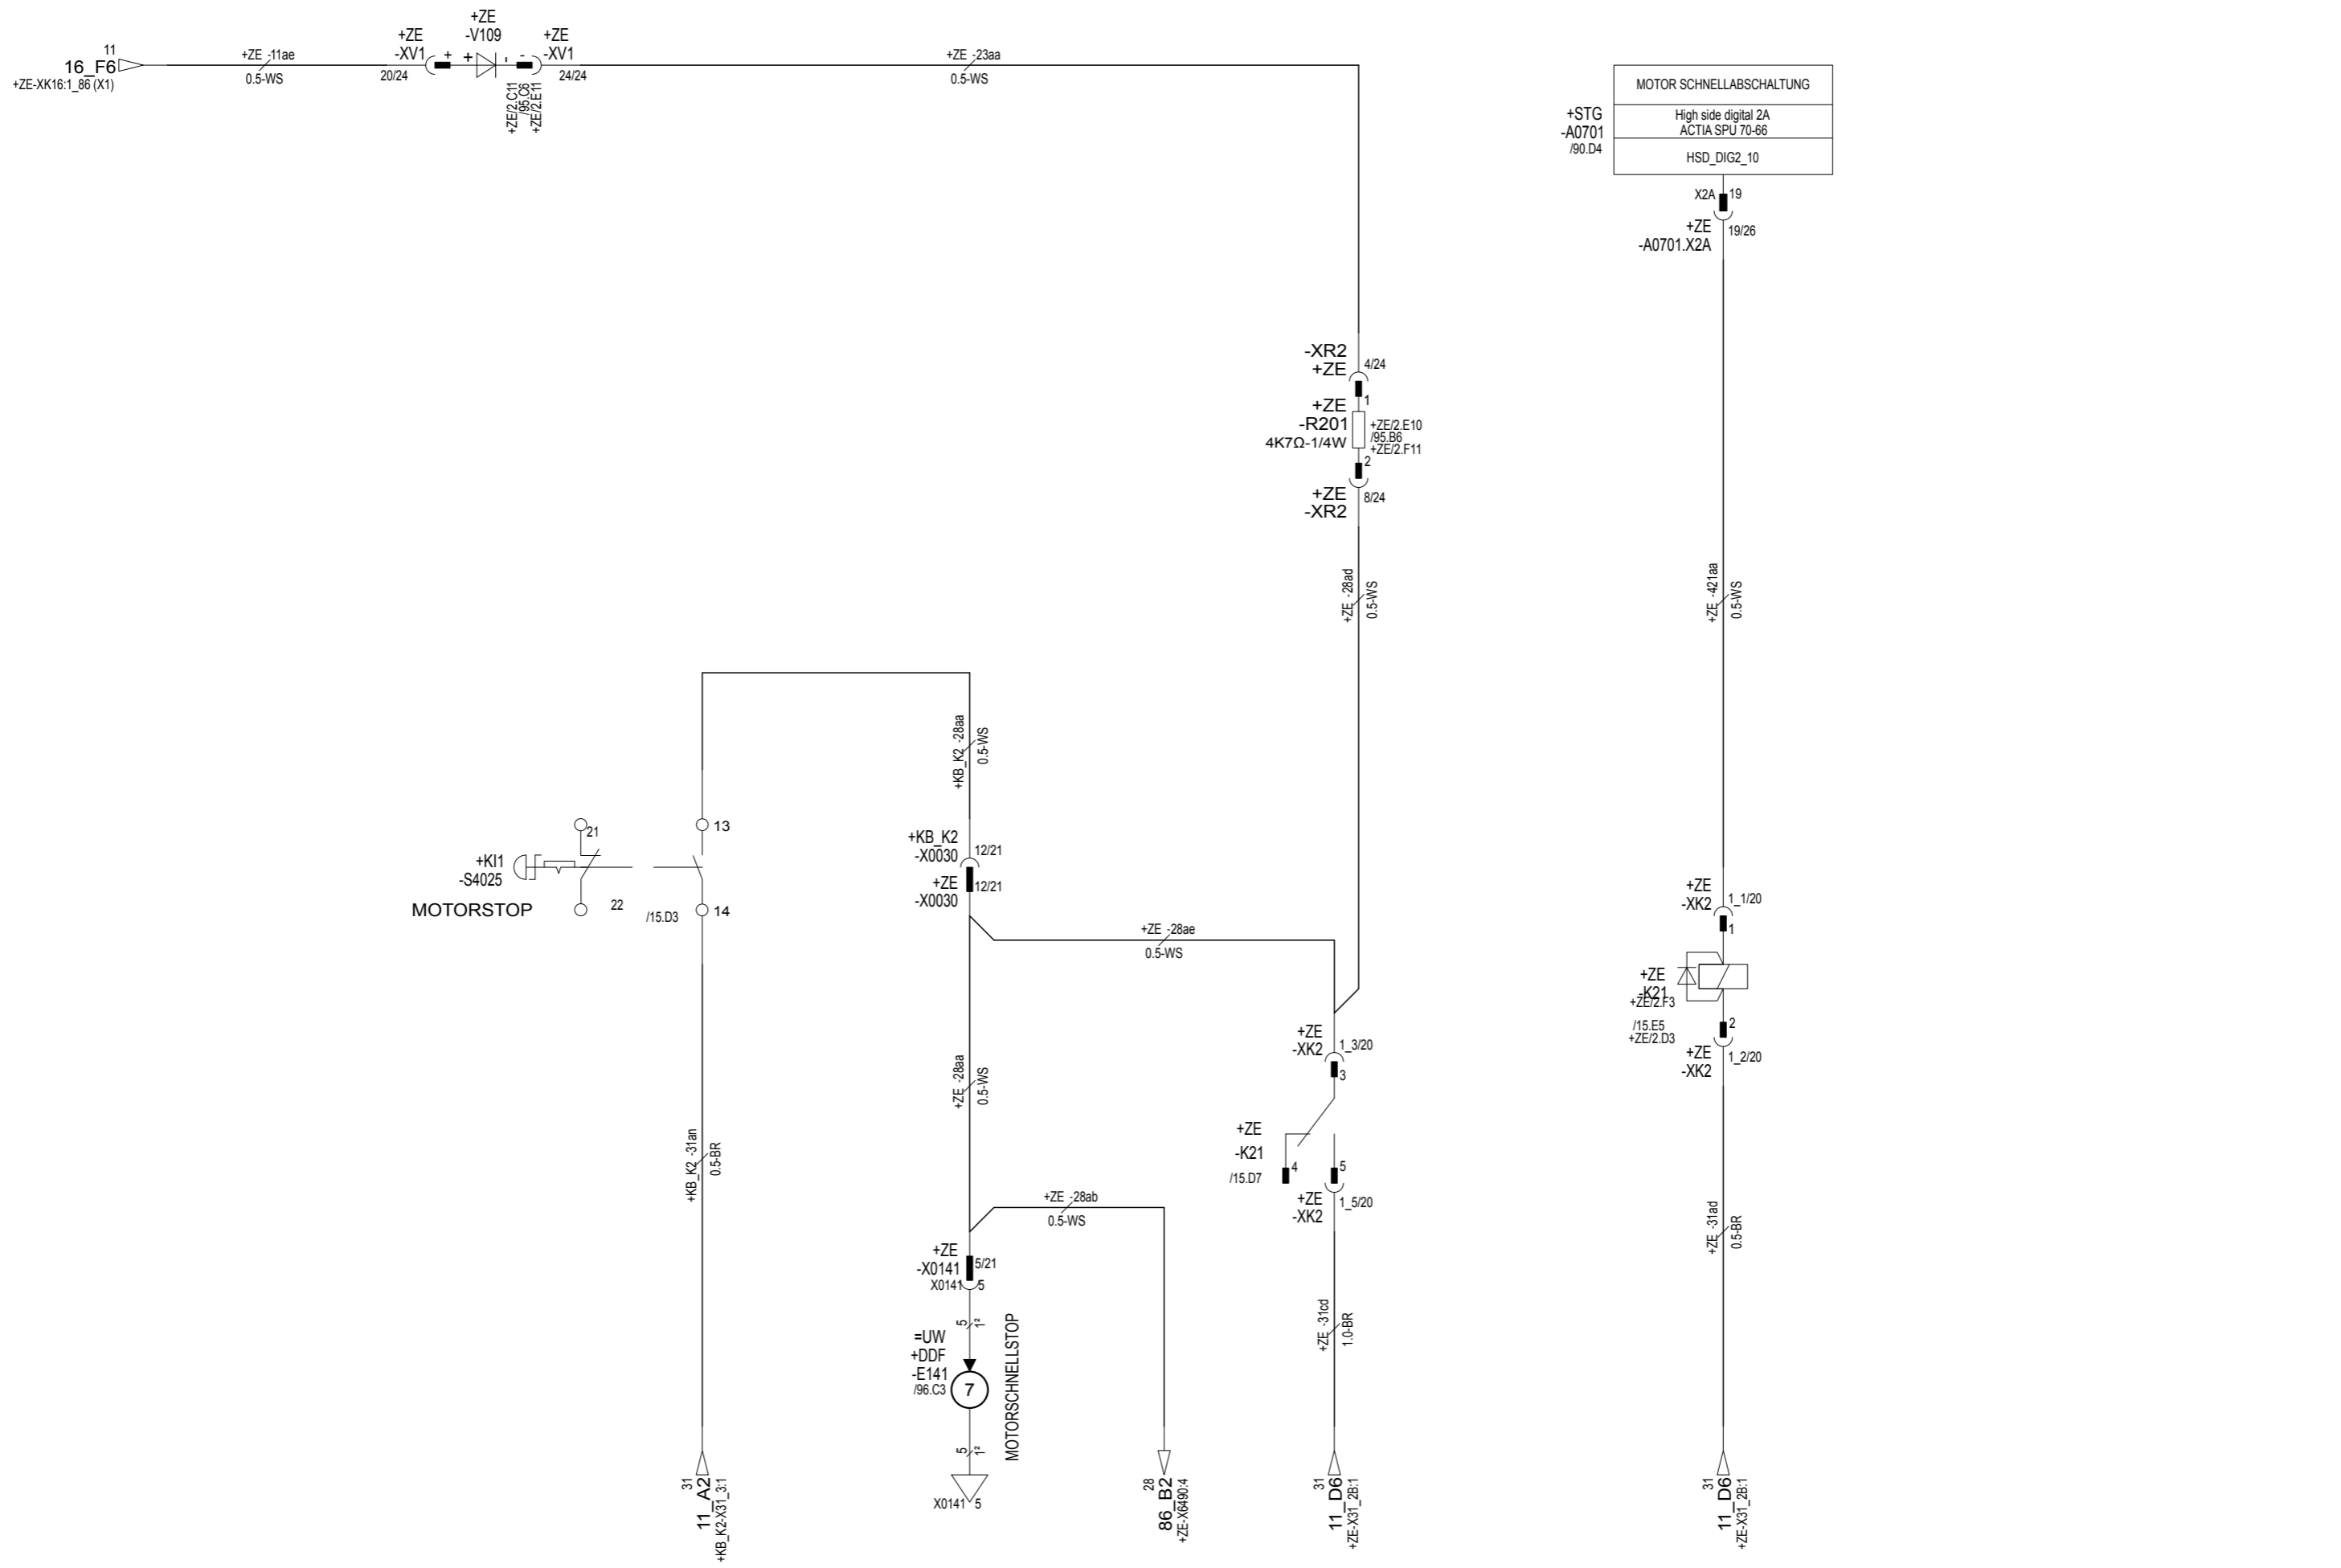 11
16_F6
+ZE-XK16:1_86 (X1)
+ZE -11ae
0.5-WS
+ZE
-XV1
20/24
+
+ZE
-V109
+
-
-
+ZE
-XV1
24/24
+ZE/2.C11
/95.C6
+ZE/2.E11
+ZE -23aa
0.5-WS
MOTOR SCHNELLABSCHALTUNG
High side digital 2A
ACTIA SPU 70-66
HSD_DIG2_10
+STG
-A0701
/90.D4
X2A
19
+ZE
-A0701.X2A
19/26
-XR2
+ZE
4/24
1
+ZE
-R201
4K7Ω-1/4W
+ZE/2.E10
/95.B6
+ZE/2.F11
2
+ZE
-XR2
8/24
+ZE -28ad
0.5-WS
+ZE -421aa
0.5-WS
+KB_K2 -28aa
0.5-WS
21
22
13
14
+KI1
-S4025
MOTORSTOP
/15.D3
+KB_K2
-X0030
12/21
+ZE
-X0030
12/21
+ZE -28ae
0.5-WS
+ZE
-XK2
1_1/20
1
+ZE
-K21
+ZE/2.F3
/15.E5
+ZE/2.D3
2
+ZE
-XK2
1_2/20
+ZE
-XK2
1_3/20
3
+ZE -28aa
0.5-WS
+ZE
-K21
/15.D7
4
5
+ZE
-XK2
1_5/20
+KB_K2 -31an
0.5-BR
+ZE -28ab
0.5-WS
+ZE
-X0141
5/21
X0141
5
5
1²
=UW
+DDF
-E141
/96.C3
7
MOTORSCHNELLSTOP
5
1²
X0141
5
+ZE -31cd
1.0-BR
+ZE -31ad
0.5-BR
31
11_A2
+KB_K2-X31_3:1
28
86_B2
+ZE-X6490:4
31
11_D6
+ZE-X31_2B:1
31
11_D6
+ZE-X31_2B:1